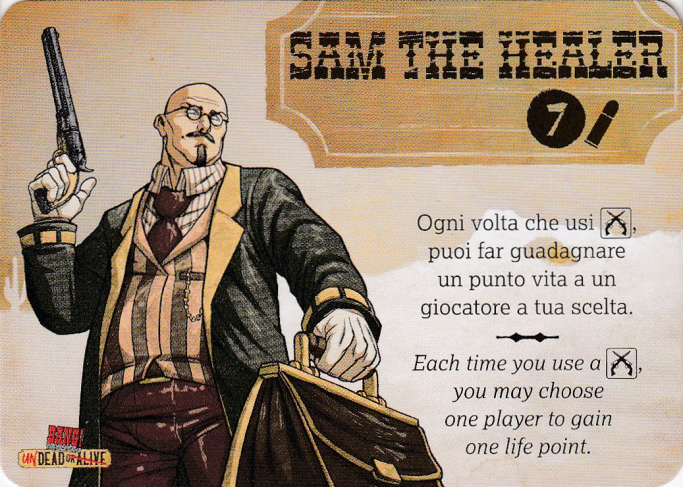 SAM THE HEALER
7
Ogni volta che usi ,
puoi far guadagnare
un punto vita a un
giocatore a tua scelta.
Each time you use a ,
you may choose
one player to gain
one life point.
BANG!
UNDEAD OR ALIVE